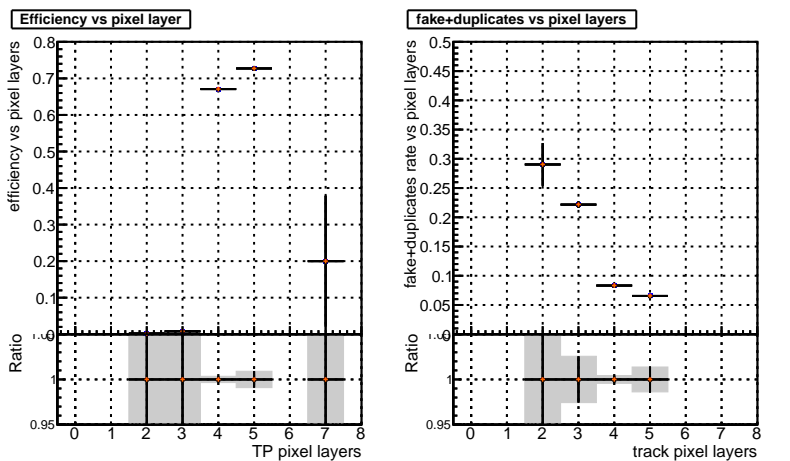 Efficiency vs pixel layer
efficiency vs pixel layers
0.8
0.7
0.6
0.5
0.4
0.3
0.2
0.1
0
Ratio
1
0.95
0 1 2 3 4 5 6 7 8
TP pixel layers
fake+duplicates vs pixel layers
fake+duplicates rate vs pixel layers
0.5
0.45
0.4
0.35
0.3
0.25
0.2
0.15
0.1
0.05
0
Ratio
1
0.95
0 1 2 3 4 5 6 7 8
track pixel layers